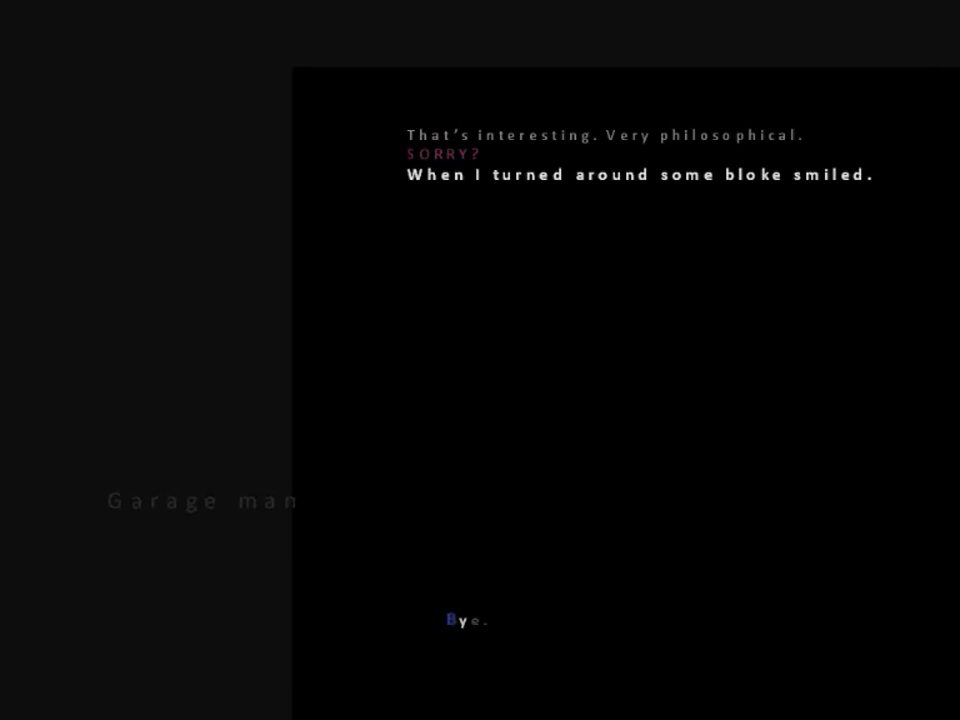 That's interesting. Very philosophical.
SORRY?
When I turned around some bloke smiled.
Garage man
Bye.